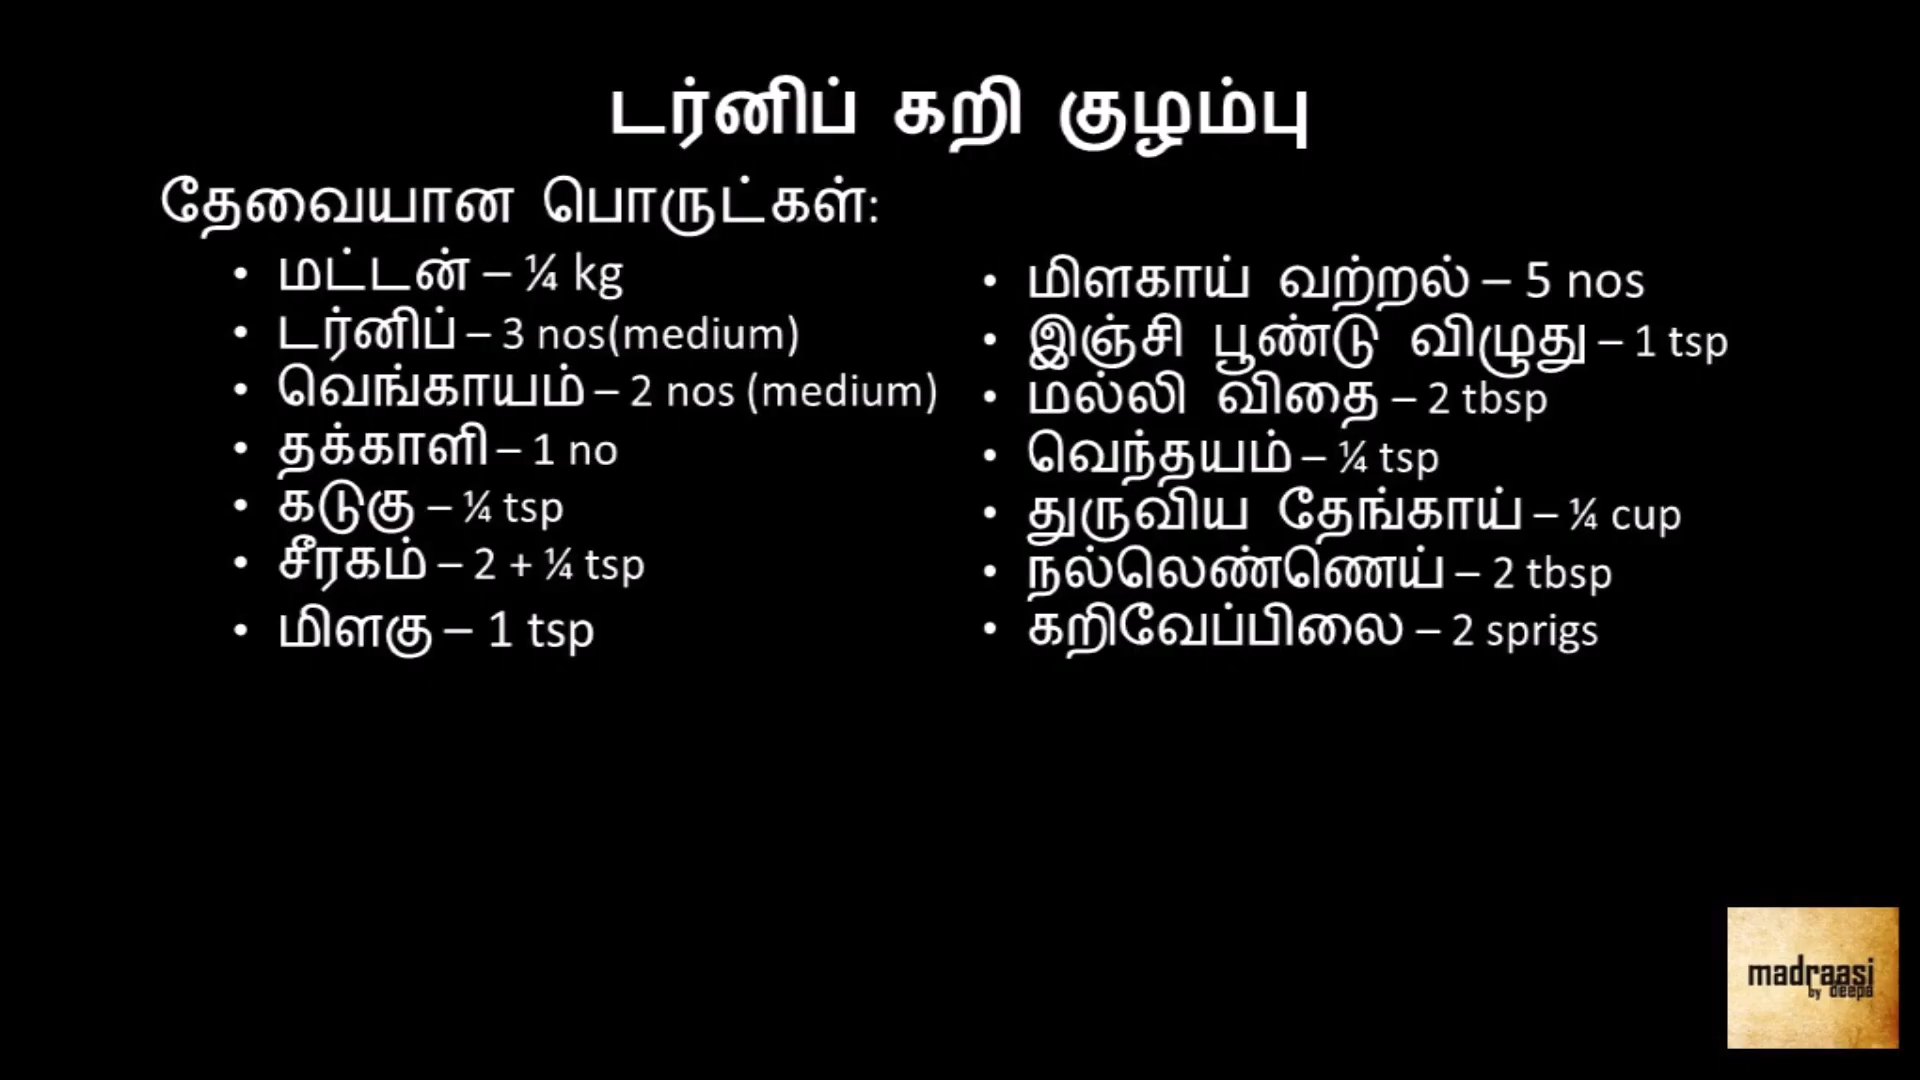 டர்னிப் கறி குழம்பு
தேவையான பொருட்கள்:
• மட்டன் – ¼ kg
• டர்னிப் – 3 nos(medium)
• வெங்காயம் – 2 nos (medium)
• தக்காளி – 1 no
• கடுகு – ¼ tsp
• சீரகம் – 2 + ¼ tsp
• மிளகு – 1 tsp
• மிளகாய் வற்றல் – 5 nos
• இஞ்சி பூண்டு விழுது – 1 tsp
• மல்லி விதை – 2 tbsp
• வெந்தயம் – ¼ tsp
• துருவிய தேங்காய் – ¼ cup
• நல்லெண்ணெய் – 2 tbsp
• கறிவேப்பிலை – 2 sprigs
madraasi
by deepa